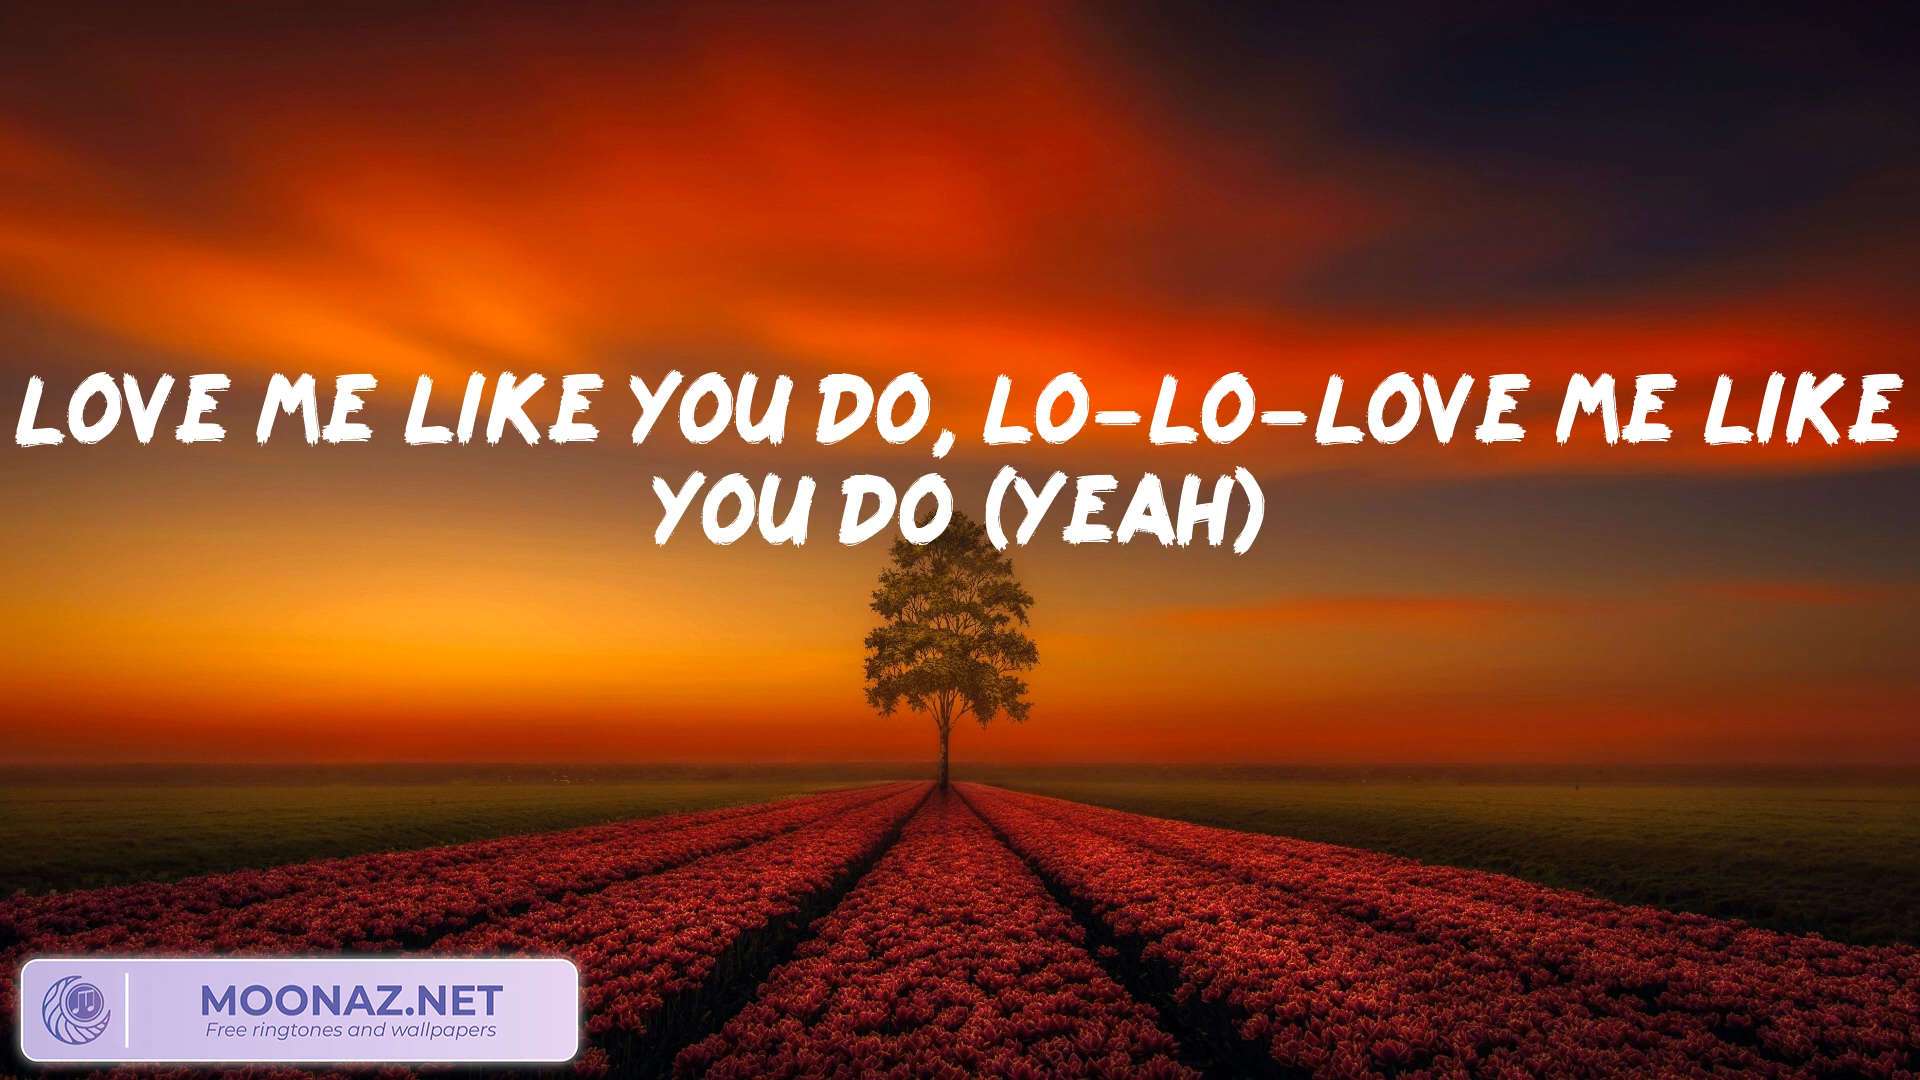 LOVE ME LIKE YOU DO, LO-LO-LOVE ME LIKE
YOU DO (YEAH)
MOONAZ.NET
Free ringtones and wallpapers